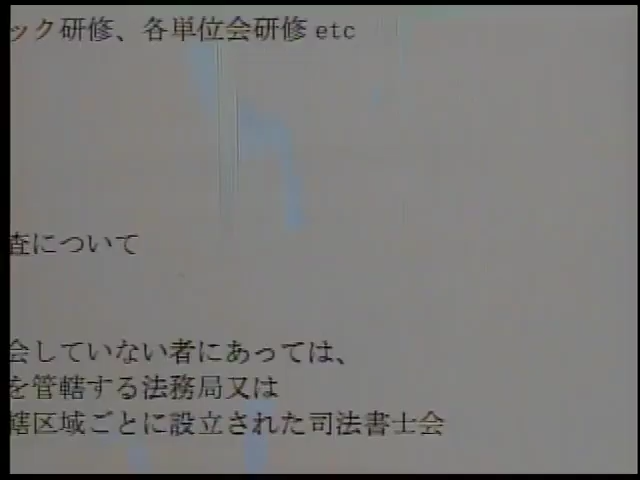 ック研修、各単位会研修 etc
査について
会していない者にあっては、
を管轄する法務局又は
轄区域ごとに設立された司法書士会